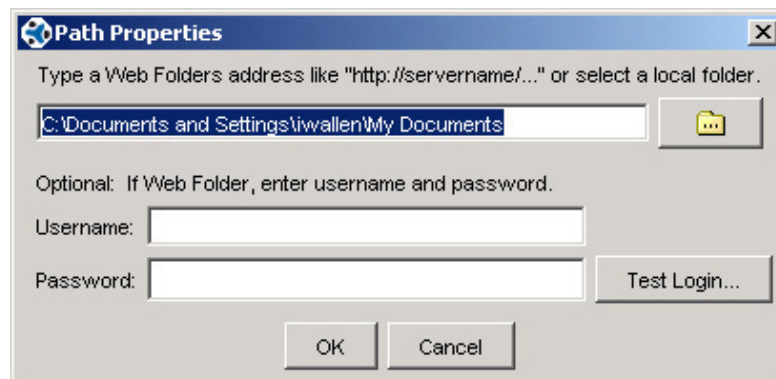 Path Properties
Type a Web Folders address like "http://servername/..." or select a local folder.
C:\Documents and Settings\iwallen\My Documents
Optional: If Web Folder, enter username and password.
Username:
Password:
Test Login...
OK
Cancel